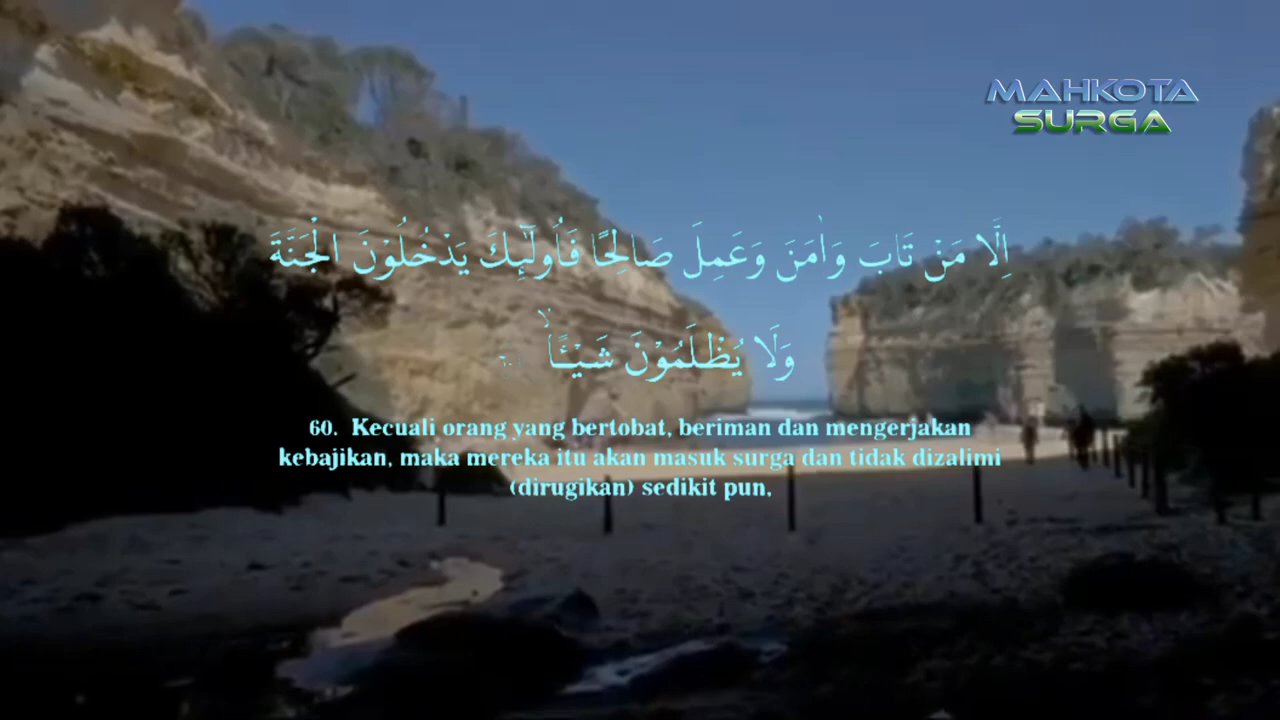 MAHKOTA
SURGA
اِلَّا مَنْ تَابَ وَاٰمَنَ وَعَمِلَ صَالِحًا فَاُولٰۤىِٕكَ يَدْخُلُوْنَ الْجَنَّةَ
وَلَا يُظْلَمُوْنَ شَيْـًٔاۙ ٦٠
60. Kecuali orang yang bertobat, beriman dan mengerjakan
kebajikan, maka mereka itu akan masuk surga dan tidak dizalimi
(dirugikan) sedikit pun,